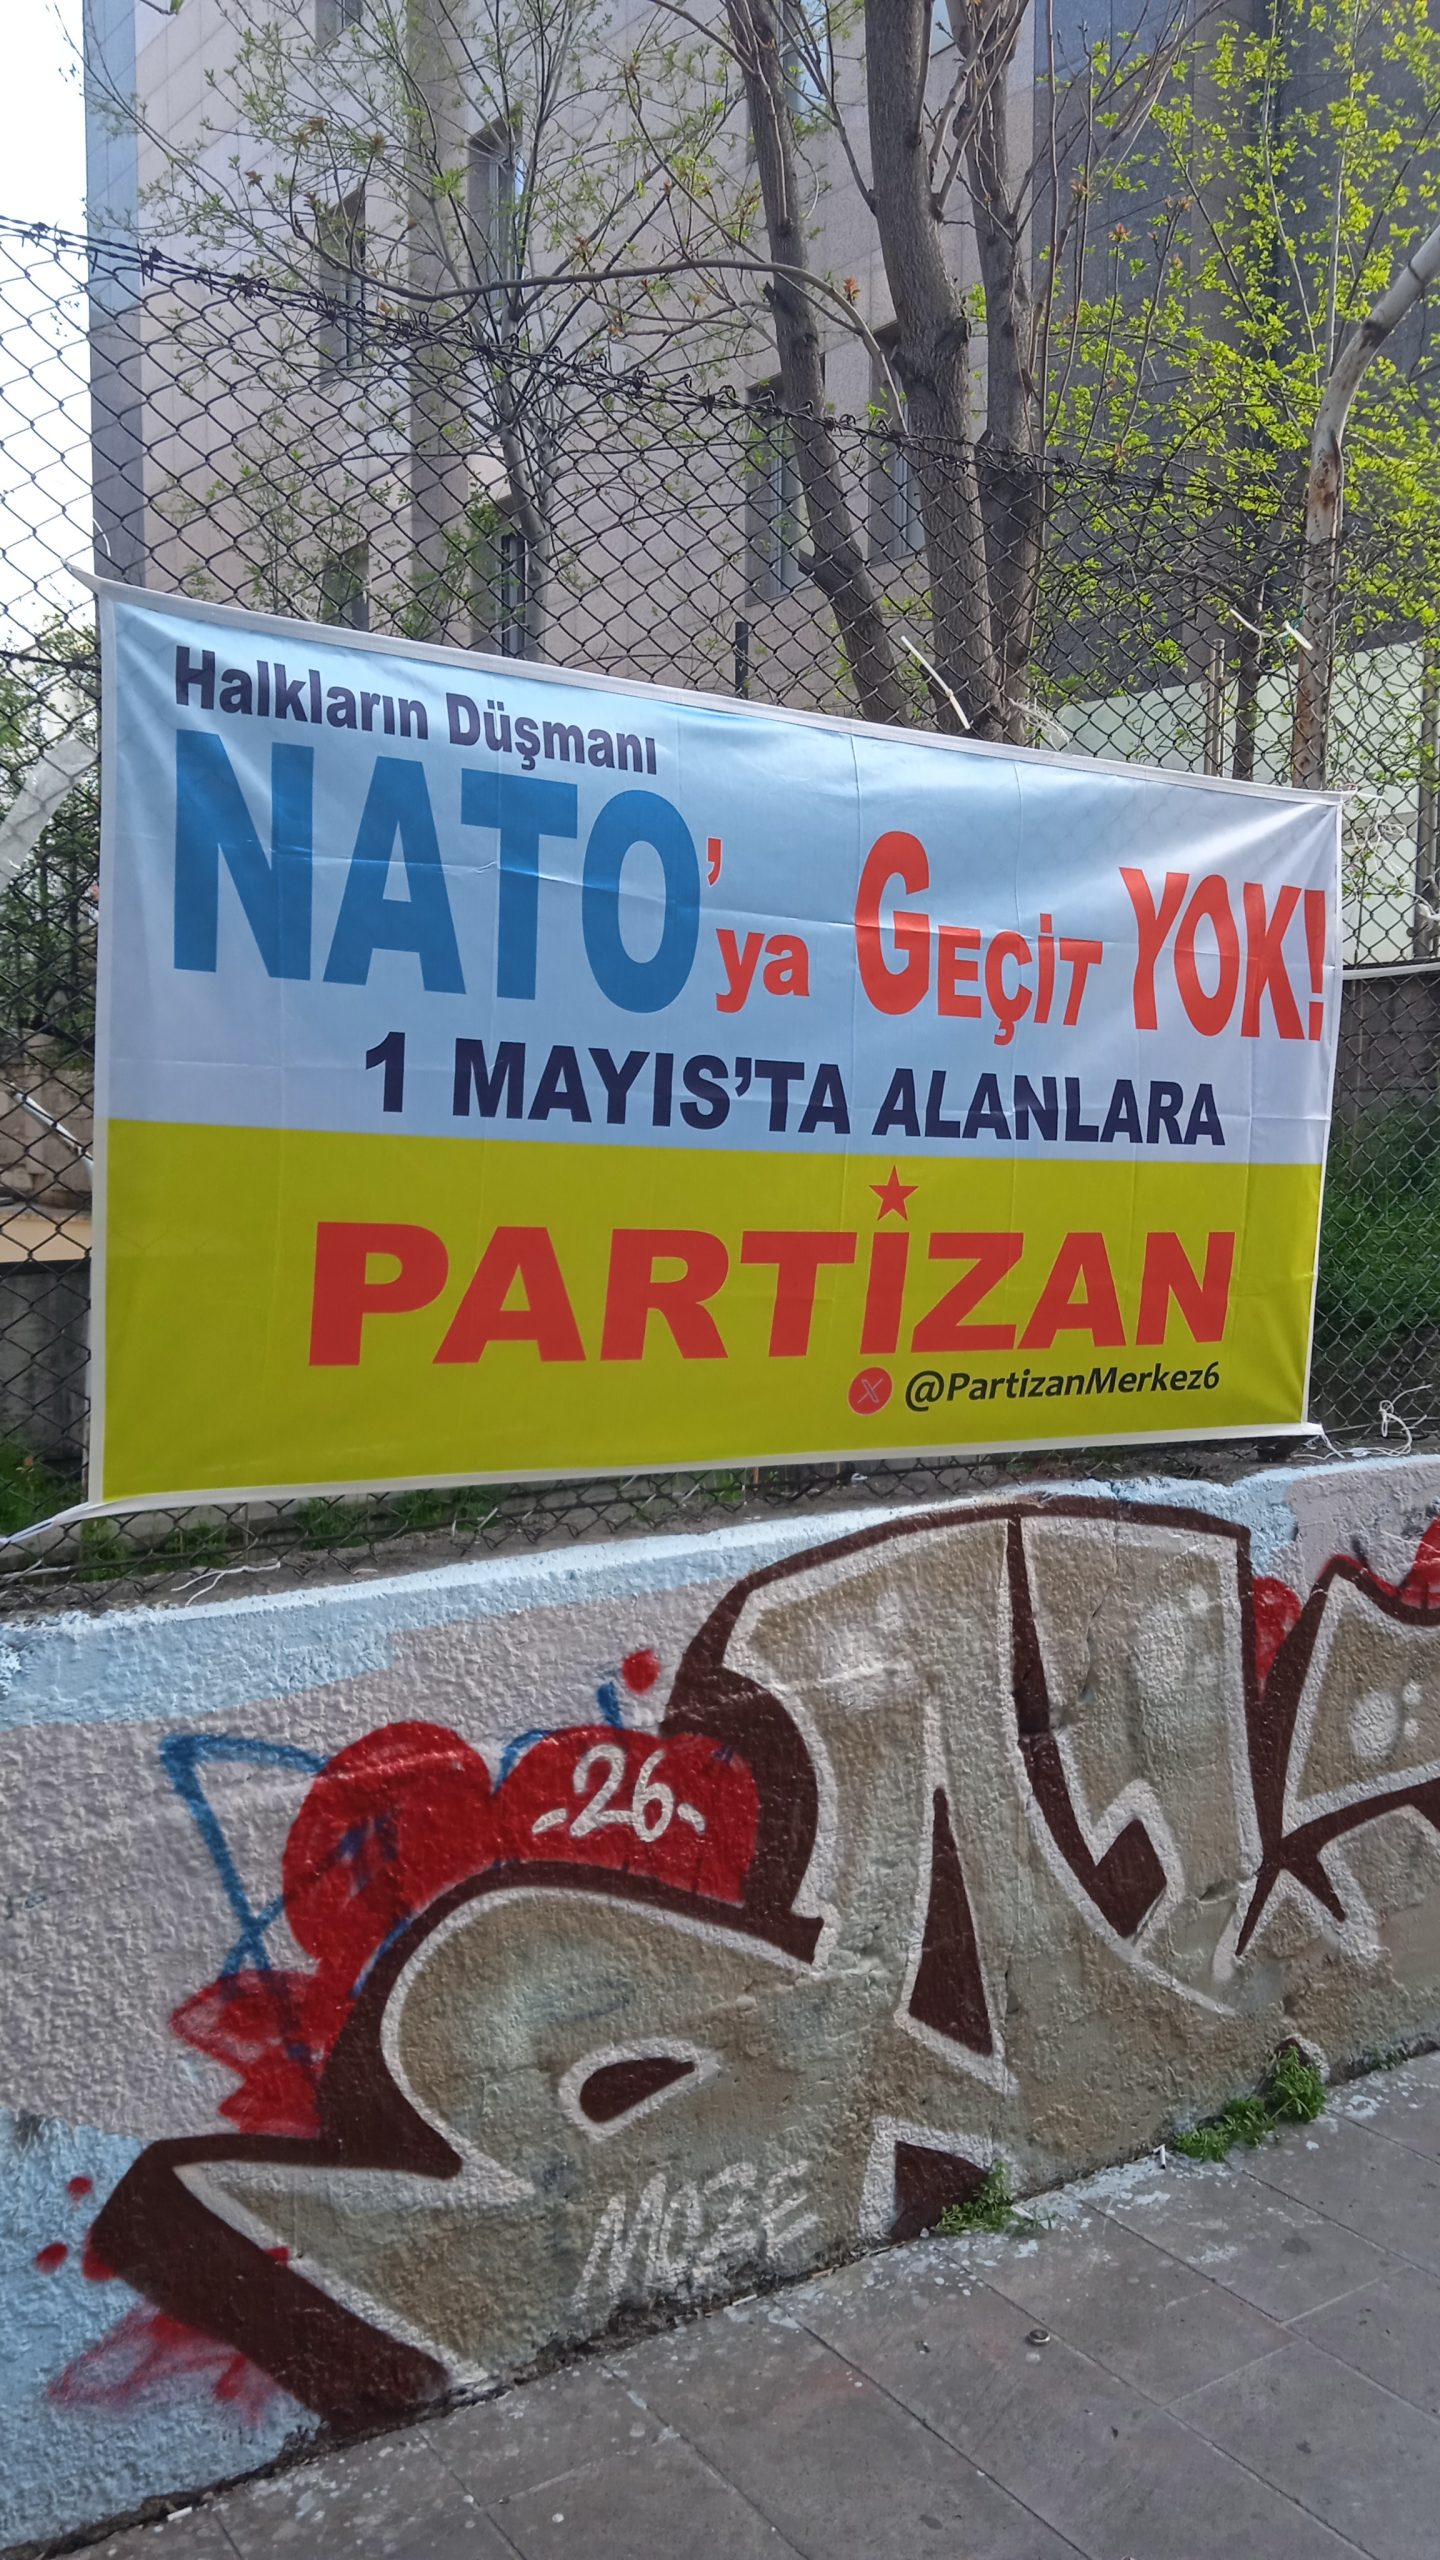 Halkların Düşmanı
NATO'ya GEÇİT YOK!
1 MAYIS'TA ALANLARA
PARTİZAN
X @PartizanMerkez6
-26-